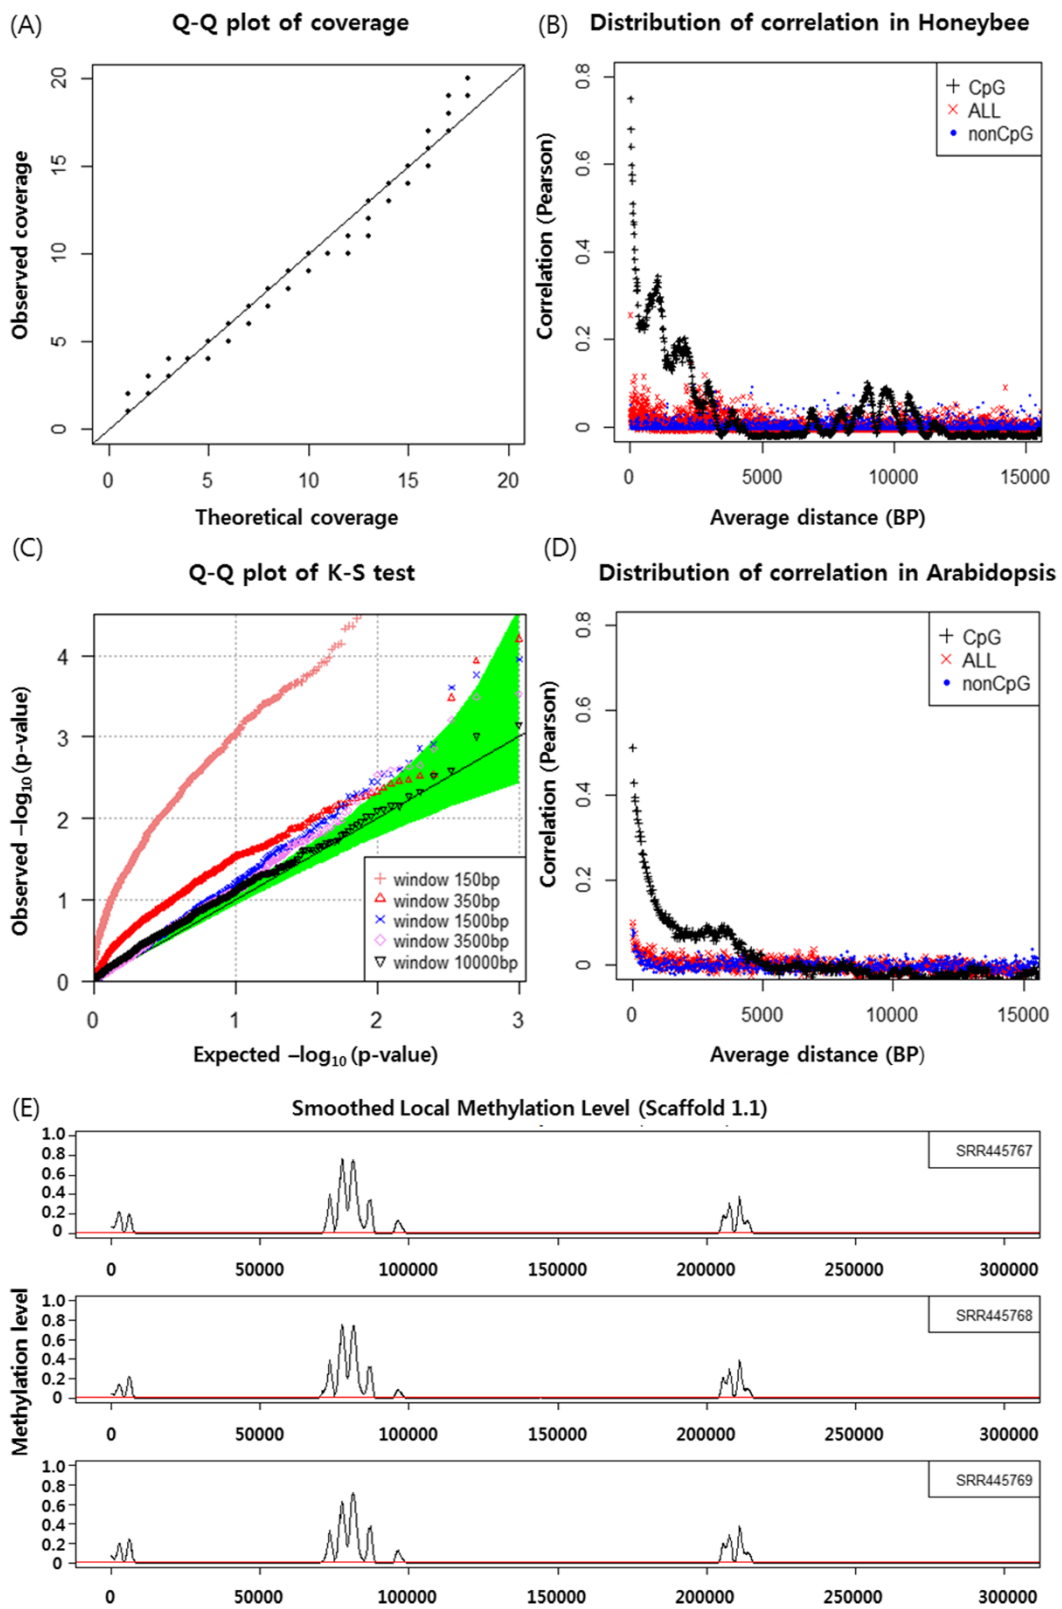 (A)
Q-Q plot of coverage
Observed coverage
20
15
10
5
0
0 5 10 15 20
Theoretical coverage
(B)
Distribution of correlation in Honeybee
Correlation (Pearson)
0.8
0.6
0.4
0.2
0
CpG
ALL
nonCpG
0 5000 10000 15000
Average distance (BP)
(C)
Q-Q plot of K-S test
Observed –log10 (p-value)
4
3
2
1
0
window 150bp
window 350bp
window 1500bp
window 3500bp
window 10000bp
0 1 2 3
Expected –log10 (p-value)
(D)
Distribution of correlation in Arabidopsis
Correlation (Pearson)
0.8
0.6
0.4
0.2
0
CpG
ALL
nonCpG
0 5000 10000 15000
Average distance (BP)
(E)
Smoothed Local Methylation Level (Scaffold 1.1)
Methylation level
1.0
0.8
0.6
0.4
0.2
0
SRR445767
0 50000 100000 150000 200000 250000 300000
1.0
0.8
0.6
0.4
0.2
0
SRR445768
0 50000 100000 150000 200000 250000 300000
1.0
0.8
0.6
0.4
0.2
0
SRR445769
0 50000 100000 150000 200000 250000 300000